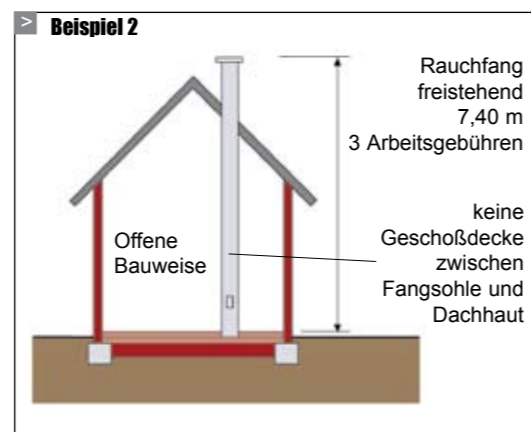 > Beispiel 2
Rauchfang
freistehend
7,40 m
3 Arbeitsgebühren
keine
Geschoßdecke
zwischen
Fangsohle und
Dachhaut
Offene
Bauweise